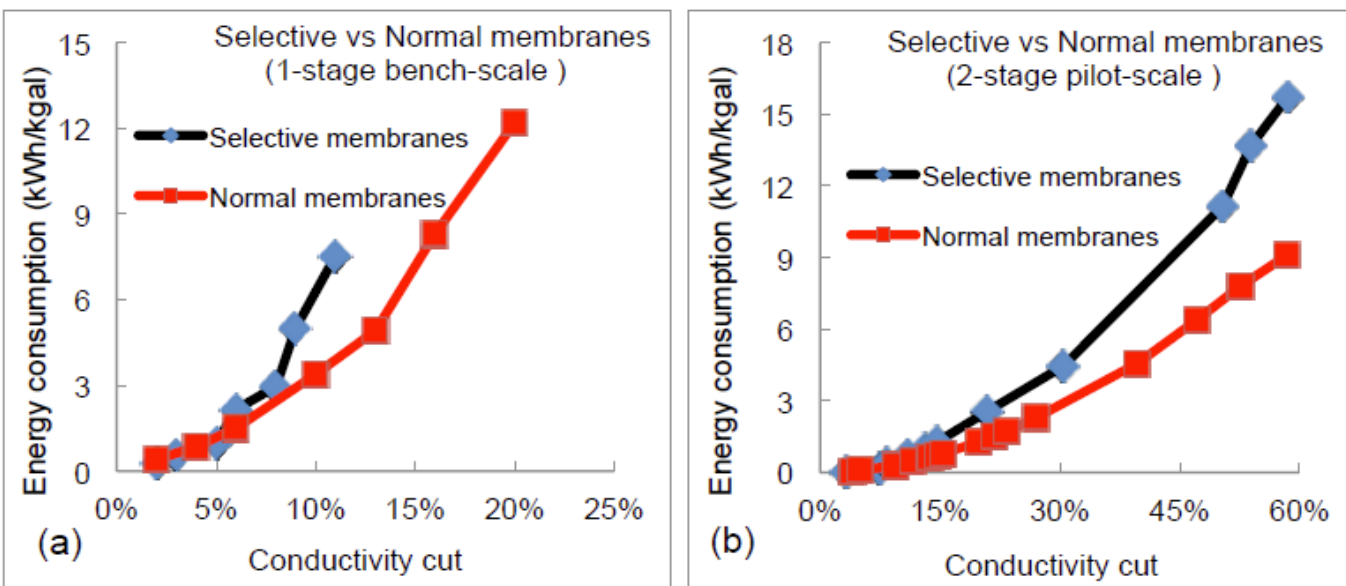 Selective vs Normal membranes
(1-stage bench-scale )
Energy consumption (kWh/kgal)
15
12
9
6
3
0
Selective membranes
Normal membranes
0% 5% 10% 15% 20% 25%
Conductivity cut
(a)
Selective vs Normal membranes
(2-stage pilot-scale )
Energy consumption (kWh/kgal)
18
15
12
9
6
3
0
Selective membranes
Normal membranes
0% 15% 30% 45% 60%
Conductivity cut
(b)